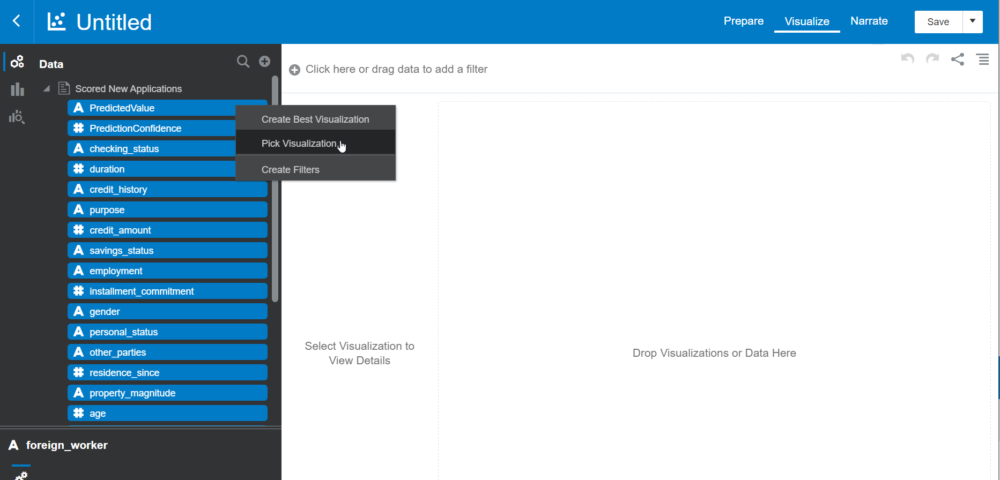 Untitled
Prepare
Visualize
Narrate
Save
Data
Click here or drag data to add a filter
Scored New Applications
A PredictedValue
# PredictionConfidence
A checking_status
# duration
A credit_history
A purpose
# credit_amount
A savings_status
A employment
# installment_commitment
A gender
A personal_status
A other_parties
# residence_since
A property_magnitude
# age
Create Best Visualization
Pick Visualization..
Create Filters
Select Visualization to
View Details
Drop Visualizations or Data Here
A foreign_worker